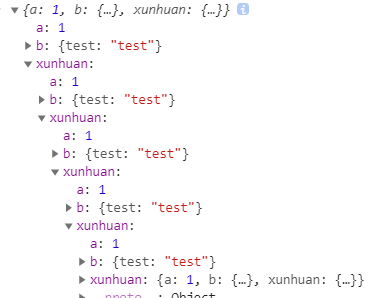 {a: 1, b: {…}, xunhuan: {…}} i
a: 1
b: {test: "test"}
xunhuan:
a: 1
b: {test: "test"}
xunhuan:
a: 1
b: {test: "test"}
xunhuan:
a: 1
b: {test: "test"}
xunhuan:
a: 1
b: {test: "test"}
xunhuan: {a: 1, b: {…}, xunhuan: {…}}
__proto__: Object